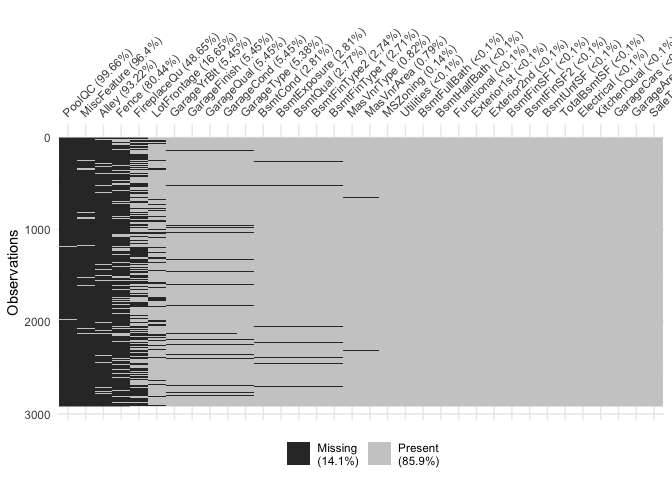 PoolQC (99.66%)
MiscFeature (96.4%)
Alley (93.22%)
Fence (80.44%)
FireplaceQu (48.65%)
LotFrontage (16.65%)
GarageYrBlt (5.45%)
GarageFinish (5.45%)
GarageQual (5.45%)
GarageCond (5.45%)
GarageType (5.38%)
BsmtCond (2.81%)
BsmtExposure (2.81%)
BsmtQual (2.77%)
BsmtFinType2 (2.74%)
BsmtFinType1 (2.71%)
MasVnrType (0.82%)
MasVnrArea (0.79%)
MSZoning (0.14%)
Utilities (<0.1%)
BsmtFullBath (<0.1%)
BsmtHalfBath (<0.1%)
Functional (<0.1%)
Exterior1st (<0.1%)
Exterior2nd (<0.1%)
BsmtFinSF1 (<0.1%)
BsmtFinSF2 (<0.1%)
BsmtUnfSF (<0.1%)
TotalBsmtSF (<0.1%)
Electrical (<0.1%)
KitchenQual (<0.1%
GarageCars (<0.1
GarageAr
Sale
0
1000
2000
3000
Observations
Missing
(14.1%)
Present
(85.9%)